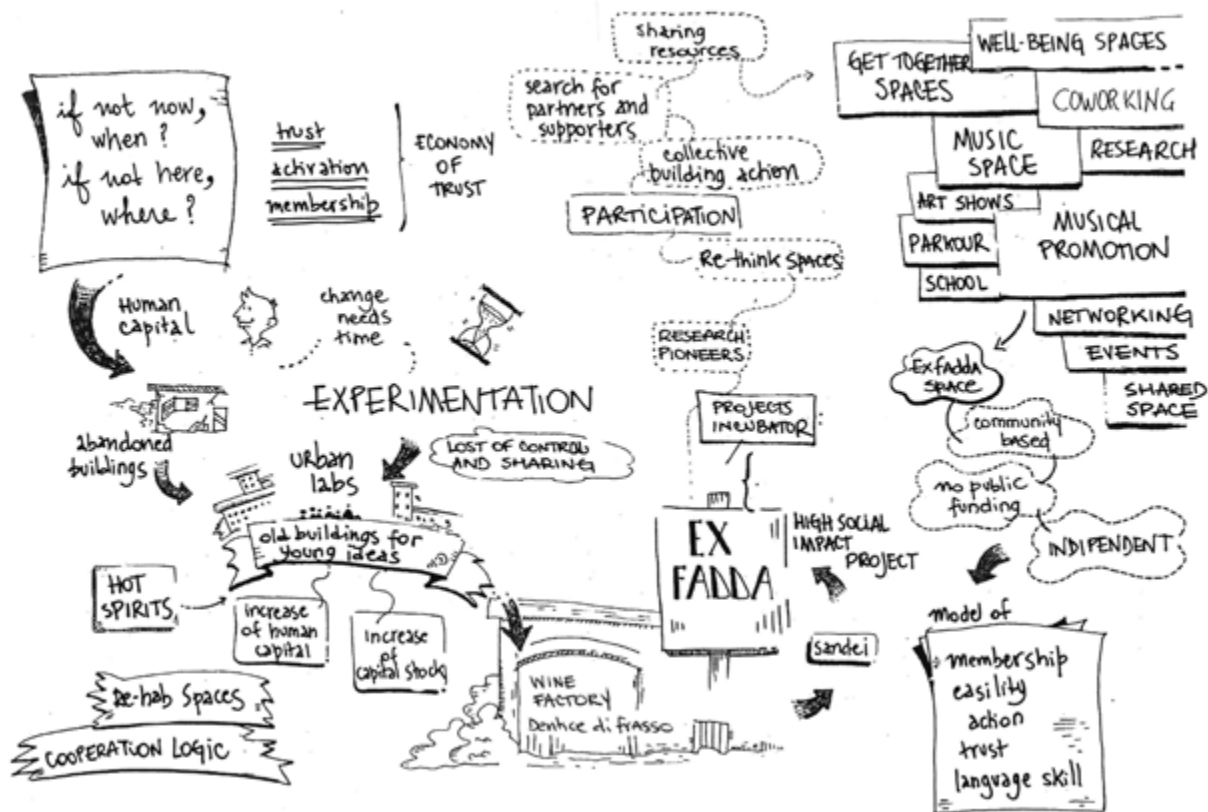 if not now,
when?
if not here,
where?
trust
activation
membership
ECONOMY
OF
TRUST
sharing
resources
search for
partners and
supporters
collective
building action
PARTICIPATION
Re-think SPACES
RESEARCH
PIONEERS
PROJECTS
INCUBATOR
WELL-BEING SPACES
GET TOGETHER
SPACES
COWORKING
MUSIC
SPACE
RESEARCH
ART SHOWS
MUSICAL
PROMOTION
PARKOUR
SCHOOL
NETWORKING
EVENTS
SHARED
SPACE
Human
capital
change
needs
time
EXPERIMENTATION
abandoned
buildings
URBAN
labs
LOST OF CONTROL
AND SHARING
old buildings for
young ideas
HOT
SPIRITS
increase
of human
capital
increase
of
capital stock
Re-hab Spaces
COOPERATION LOGIC
WINE
FACTORY
Dentice di frasso
EX
FADDA
HIGH SOCIAL
IMPACT
PROJECT
sandei
Exfadda
SPACE
community
based
no public
funding
INDIPENDENT
model of
membership
easility
action
trust
language skill